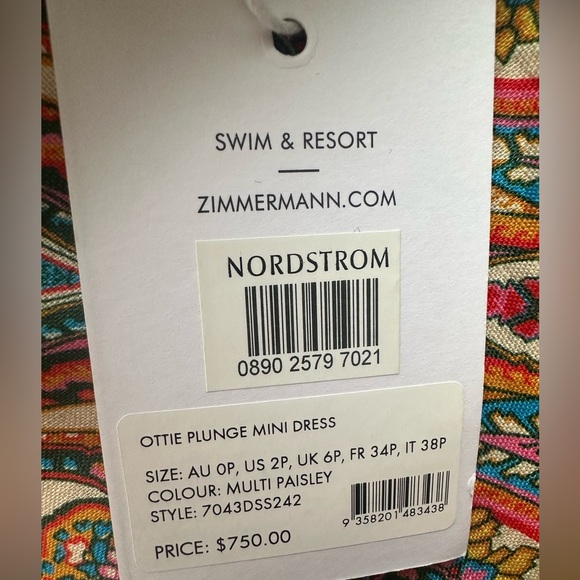 SWIM & RESORT
ZIMMERMANN.COM
NORDSTROM
0890 2579 7021
OTTIE PLUNGE MINI DRESS
SIZE: AU 0P, US 2P, UK 6P, FR 34P, IT 38P
COLOUR: MULTI PAISLEY
STYLE: 7043DSS242
9 358201 483438
PRICE: $750.00